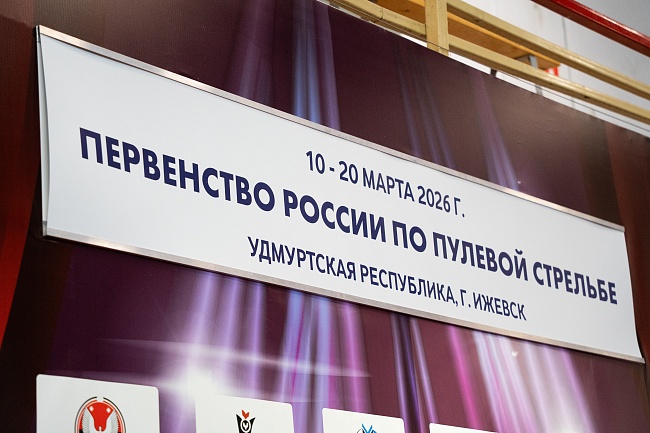 10 - 20 МАРТА 2026 Г.
ПЕРВЕНСТВО РОССИИ ПО ПУЛЕВОЙ СТРЕЛЬБЕ
УДМУРТСКАЯ РЕСПУБЛИКА, Г. ИЖЕВСК